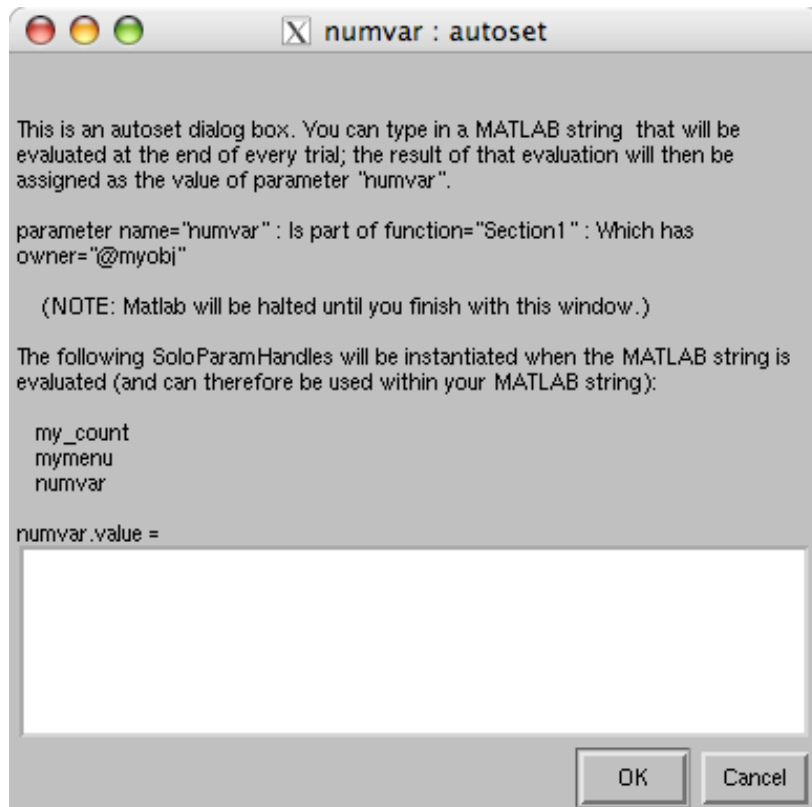 X numvar : autoset
This is an autoset dialog box. You can type in a MATLAB string  that will be
evaluated at the end of every trial; the result of that evaluation will then be
assigned as the value of parameter "numvar".
parameter name="numvar" : Is part of function="Section1" : Which has
owner="@myobj"
(NOTE: Matlab will be halted until you finish with this window.)
The following SoloParamHandles will be instantiated when the MATLAB string is
evaluated (and can therefore be used within your MATLAB string):
my_count
mymenu
numvar
numvar.value =
OK Cancel